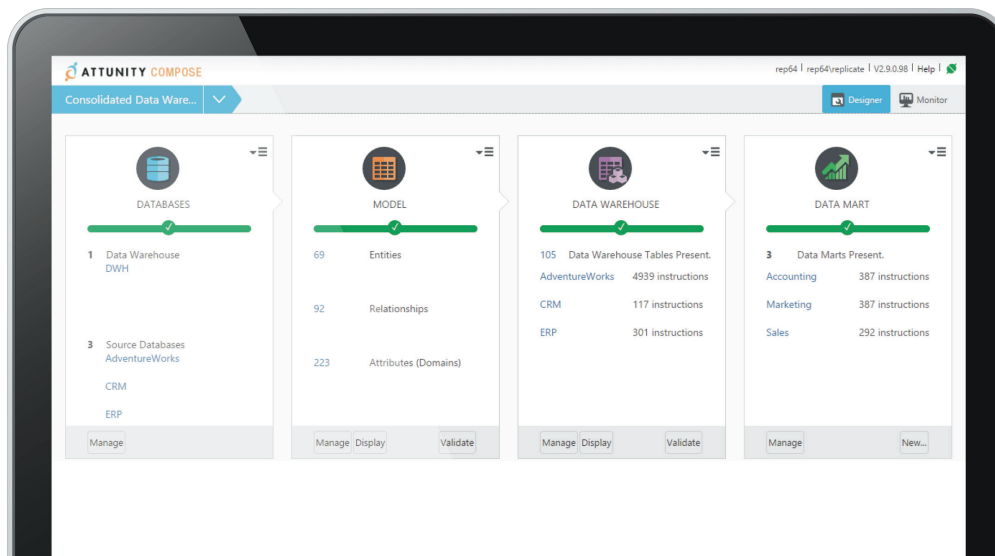 ATTUNITY COMPOSE
rep64 | rep64\replicate | V2.9.0.98 | Help |
Consolidated Data Ware...
Designer
Monitor
DATABASES
1 Data Warehouse
DWH
3 Source Databases
AdventureWorks
CRM
ERP
Manage
MODEL
69 Entities
92 Relationships
223 Attributes (Domains)
Manage Display Validate
DATA WAREHOUSE
105 Data Warehouse Tables Present.
AdventureWorks 4939 instructions
CRM 117 instructions
ERP 301 instructions
Manage Display Validate
DATA MART
3 Data Marts Present.
Accounting 387 instructions
Marketing 387 instructions
Sales 292 instructions
Manage New...